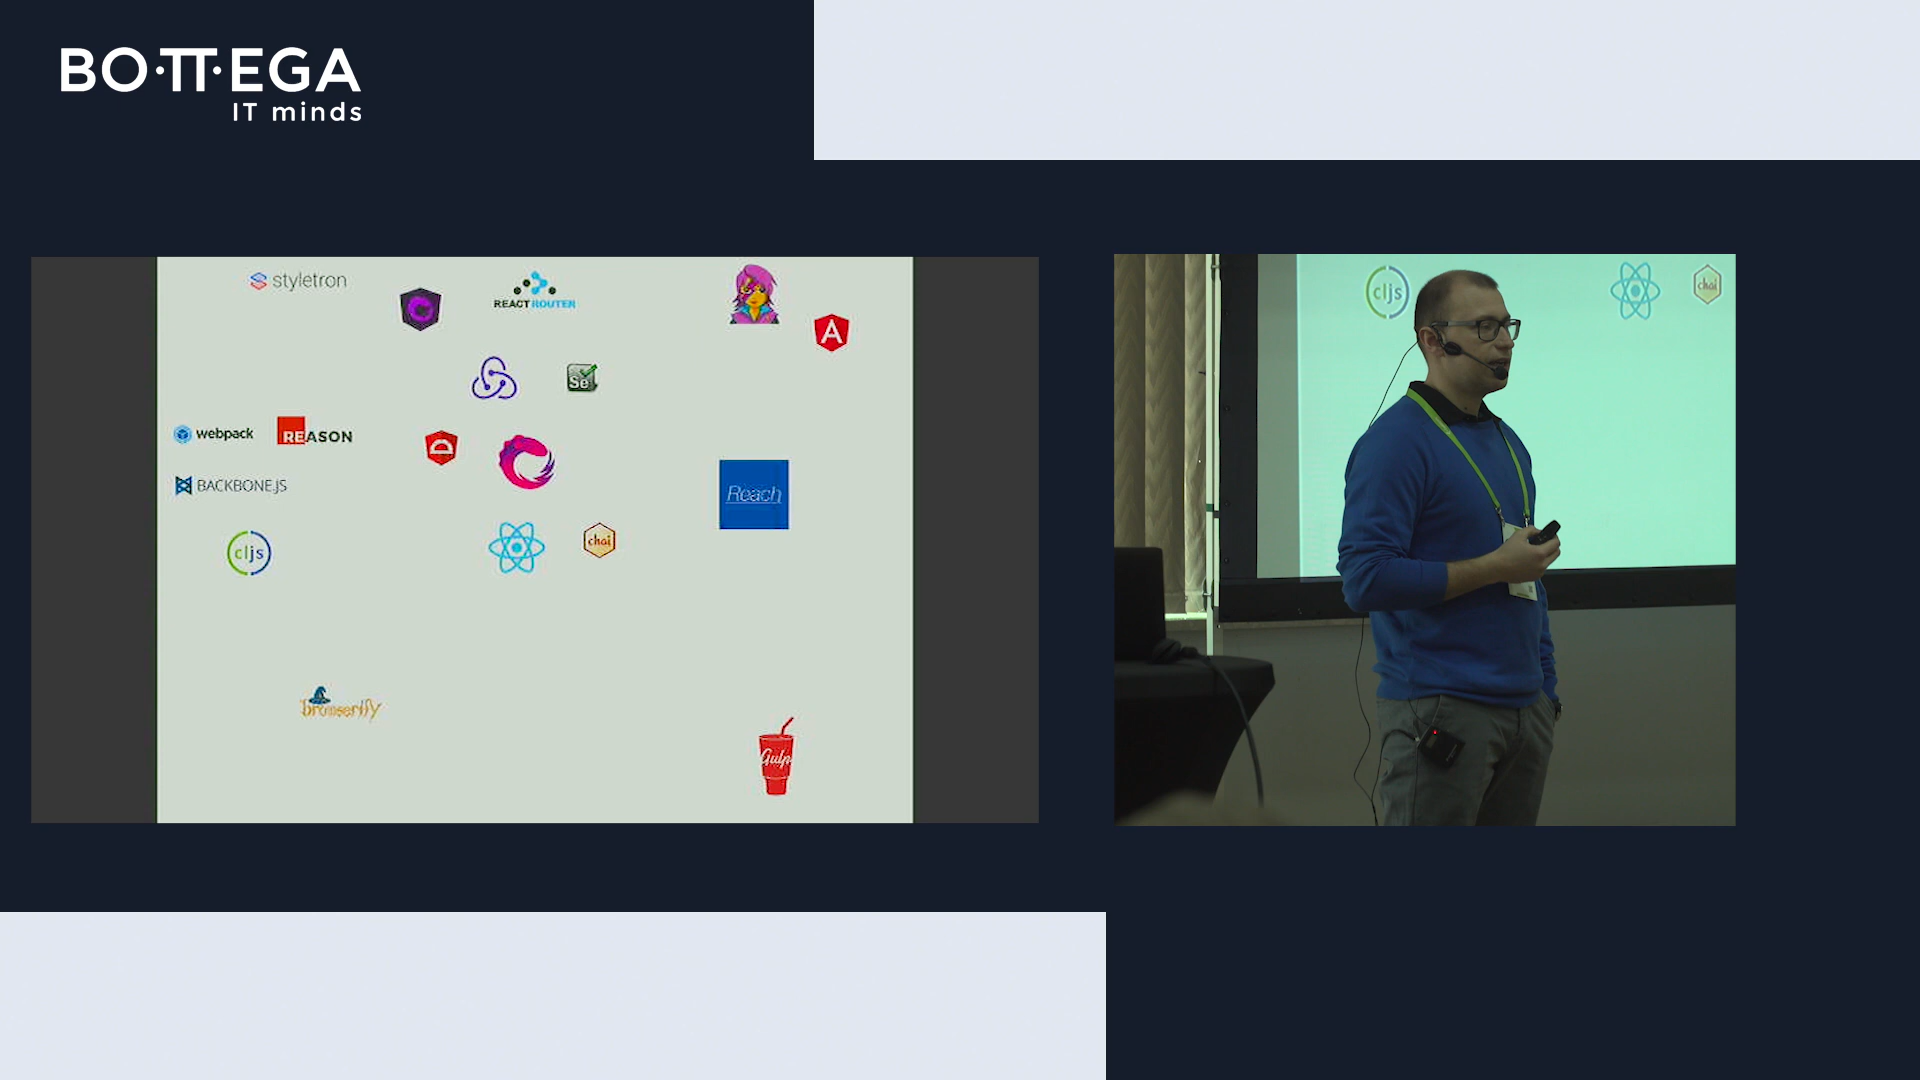 BO·TT·EGA
IT minds
styletron
REACT ROUTER
A
Se
webpack
REASON
BACKBONE.JS
Reach
cljs
chai
browserify
Gulp
cljs
chai